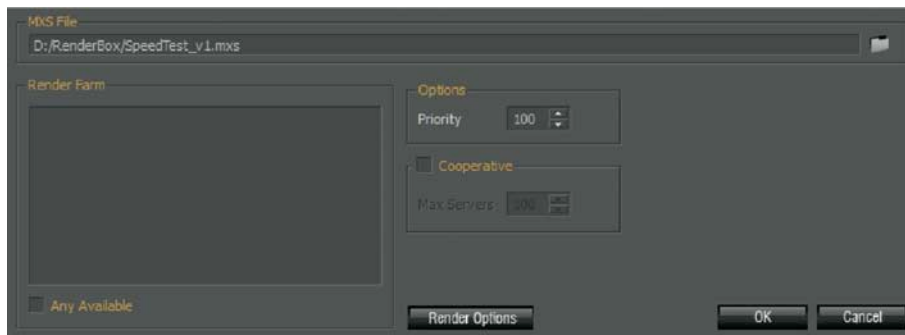 MXS File
D:/RenderBox/SpeedTest_v1.mxs
Render Farm
Options
Priority 100
Cooperative
Max Servers
Any Available
Render Options
OK
Cancel